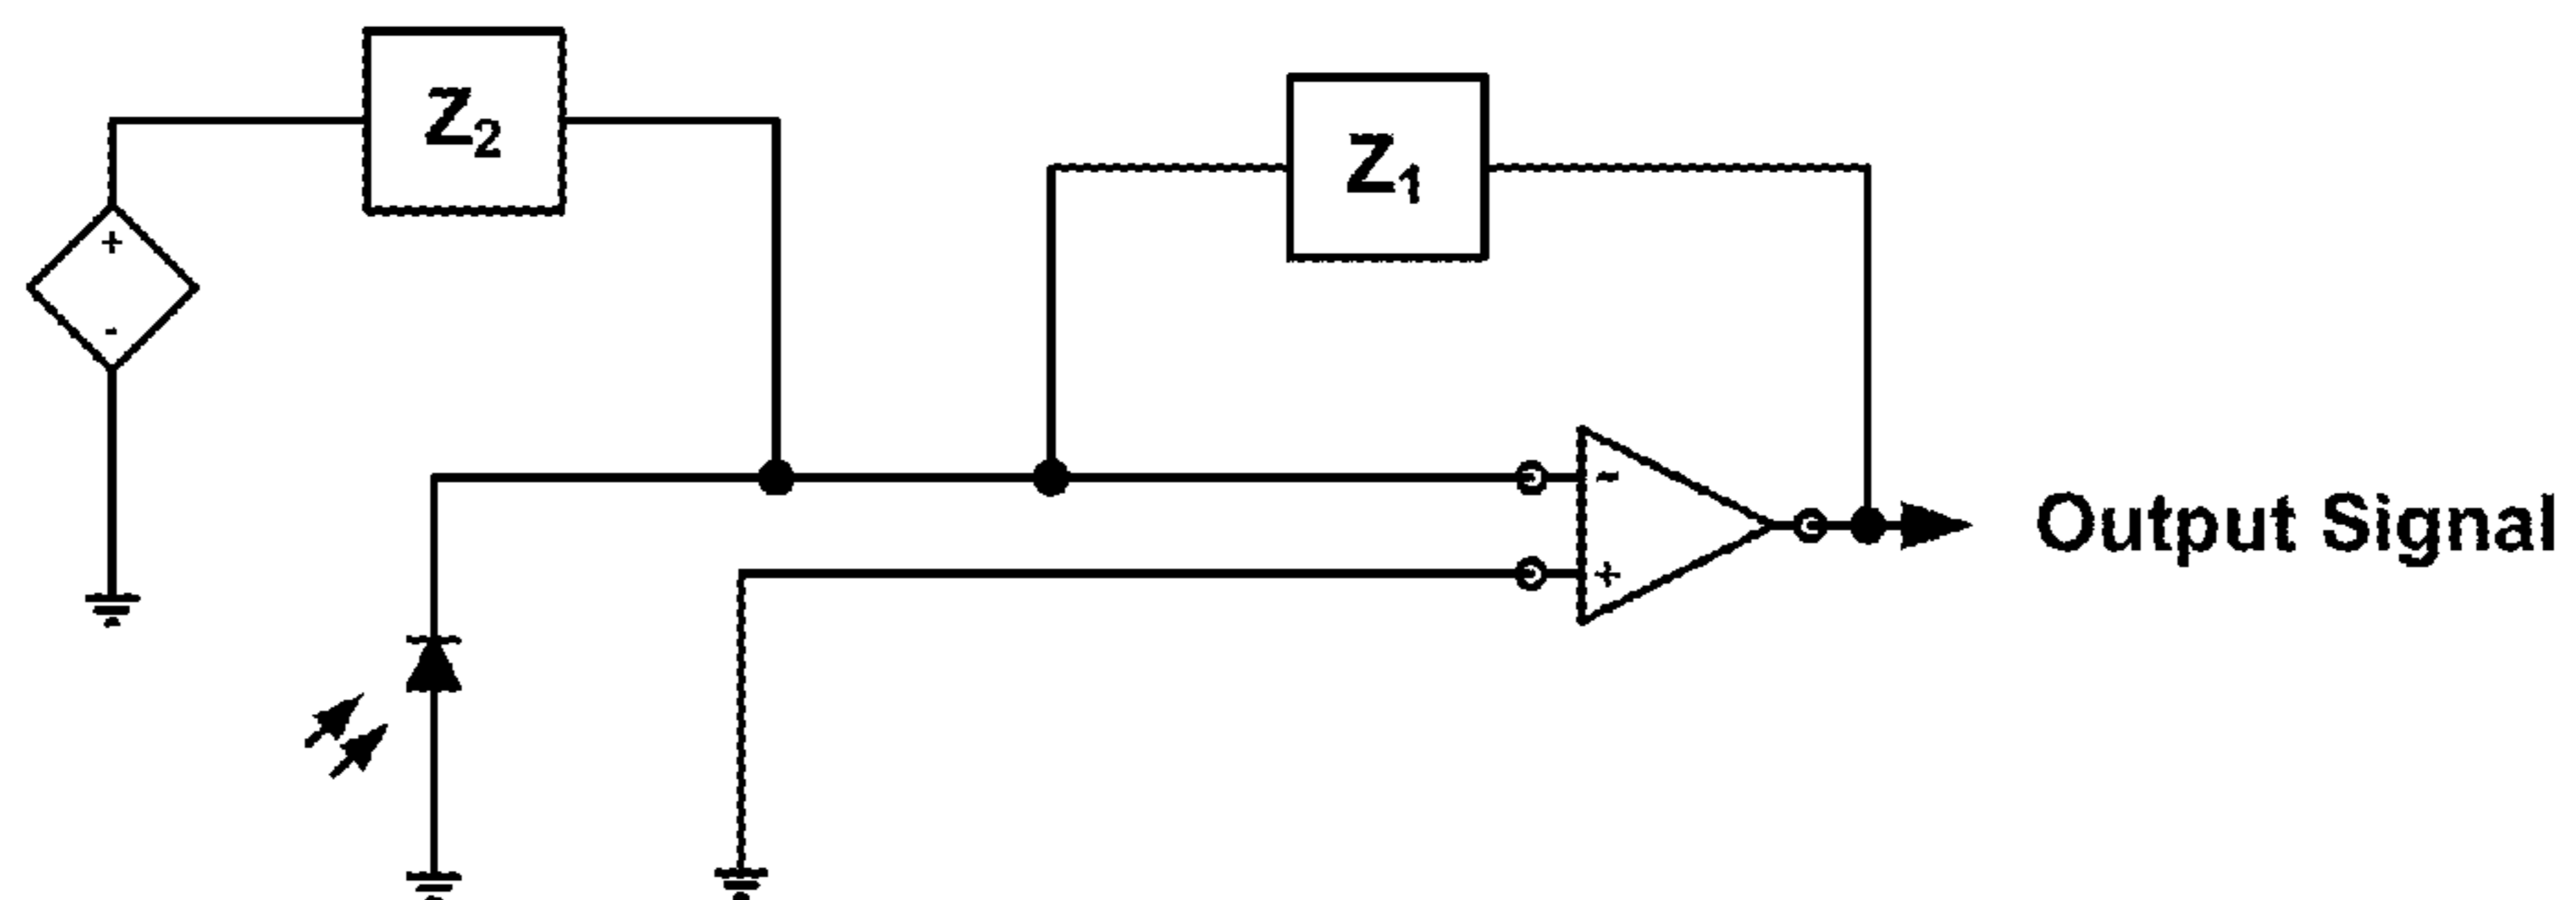 Z₂
Z₁
+
-
-
+
Output Signal